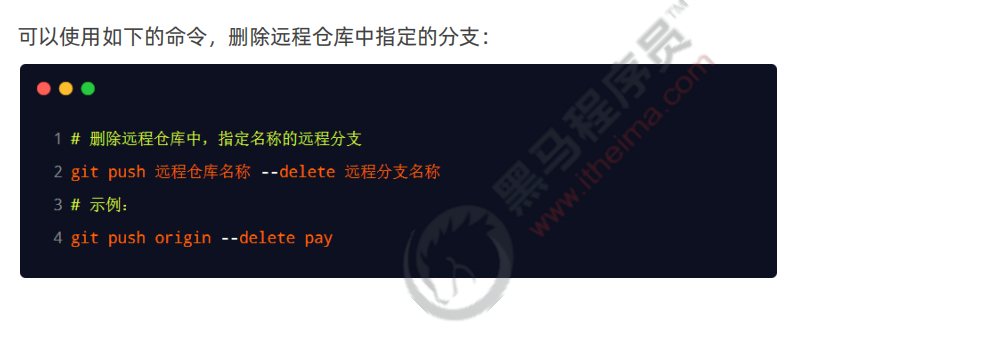 可以使用如下的命令，删除远程仓库中指定的分支：
1 # 删除远程仓库中，指定名称的远程分支
2 git push 远程仓库名称 --delete 远程分支名称
3 # 示例：
4 git push origin --delete pay
黑马程序员™
www.itheima.com